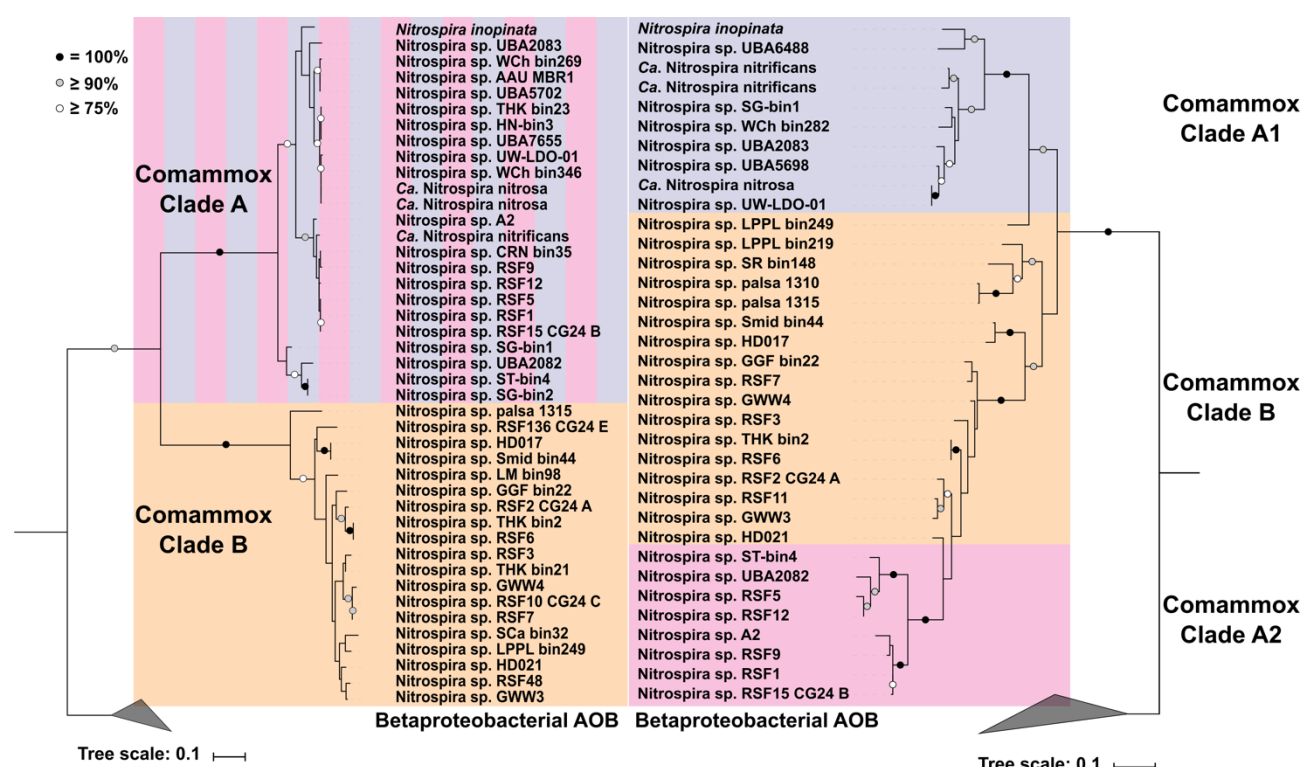 = 100%
≥ 90%
≥ 75%
Comammox
Clade A
Comammox
Clade B
Nitrospira inopinata
Nitrospira sp. UBA2083
Nitrospira sp. WCh bin269
Nitrospira sp. AAU MBR1
Nitrospira sp. UBA5702
Nitrospira sp. THK bin23
Nitrospira sp. HN-bin3
Nitrospira sp. UBA7655
Nitrospira sp. UW-LDO-01
Nitrospira sp. WCh bin346
Ca. Nitrospira nitrosa
Ca. Nitrospira nitrosa
Nitrospira sp. A2
Ca. Nitrospira nitrificans
Nitrospira sp. CRN bin35
Nitrospira sp. RSF9
Nitrospira sp. RSF12
Nitrospira sp. RSF5
Nitrospira sp. RSF1
Nitrospira sp. RSF15 CG24 B
Nitrospira sp. SG-bin1
Nitrospira sp. UBA2082
Nitrospira sp. ST-bin4
Nitrospira sp. SG-bin2
Nitrospira sp. palsa 1315
Nitrospira sp. RSF136 CG24 E
Nitrospira sp. HD017
Nitrospira sp. Smid bin44
Nitrospira sp. LM bin98
Nitrospira sp. GGF bin22
Nitrospira sp. RSF2 CG24 A
Nitrospira sp. THK bin2
Nitrospira sp. RSF6
Nitrospira sp. RSF3
Nitrospira sp. THK bin21
Nitrospira sp. GWW4
Nitrospira sp. RSF10 CG24 C
Nitrospira sp. RSF7
Nitrospira sp. SCa bin32
Nitrospira sp. LPPL bin249
Nitrospira sp. HD021
Nitrospira sp. RSF48
Nitrospira sp. GWW3
Betaproteobacterial AOB
Tree scale: 0.1
Nitrospira inopinata
Nitrospira sp. UBA6488
Ca. Nitrospira nitrificans
Ca. Nitrospira nitrificans
Nitrospira sp. SG-bin1
Nitrospira sp. WCh bin282
Nitrospira sp. UBA2083
Nitrospira sp. UBA5698
Ca. Nitrospira nitrosa
Nitrospira sp. UW-LDO-01
Nitrospira sp. LPPL bin249
Nitrospira sp. LPPL bin219
Nitrospira sp. SR bin148
Nitrospira sp. palsa 1310
Nitrospira sp. palsa 1315
Nitrospira sp. Smid bin44
Nitrospira sp. HD017
Nitrospira sp. GGF bin22
Nitrospira sp. RSF7
Nitrospira sp. GWW4
Nitrospira sp. RSF3
Nitrospira sp. THK bin2
Nitrospira sp. RSF6
Nitrospira sp. RSF2 CG24 A
Nitrospira sp. RSF11
Nitrospira sp. GWW3
Nitrospira sp. HD021
Nitrospira sp. ST-bin4
Nitrospira sp. UBA2082
Nitrospira sp. RSF5
Nitrospira sp. RSF12
Nitrospira sp. A2
Nitrospira sp. RSF9
Nitrospira sp. RSF1
Nitrospira sp. RSF15 CG24 B
Betaproteobacterial AOB
Comammox
Clade A1
Comammox
Clade B
Comammox
Clade A2
Tree scale: 0.1